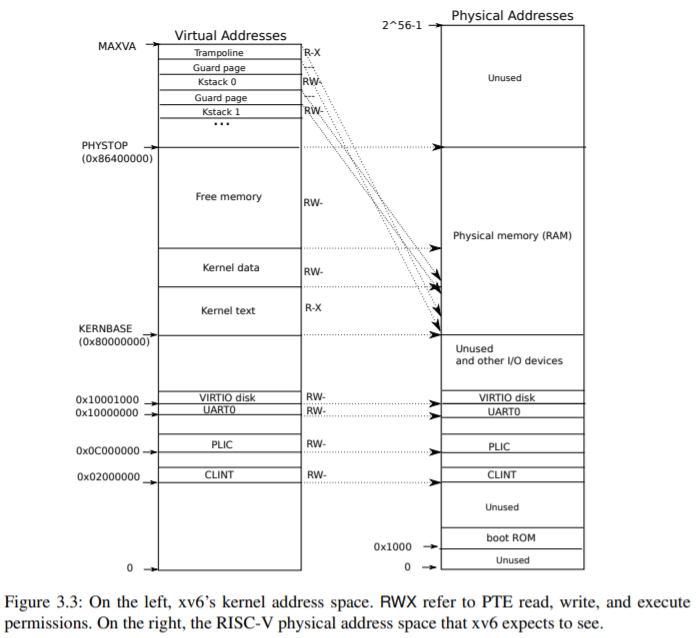 Virtual Addresses
MAXVA
Trampoline
R-X
Guard page
---
Kstack 0
RW-
Guard page
---
Kstack 1
RW-
...
PHYSTOP
(0x86400000)
Free memory
RW-
Kernel data
RW-
Kernel text
R-X
KERNBASE
(0x80000000)
0x10001000
VIRTIO disk
RW-
0x10000000
UART0
RW-
PLIC
RW-
0x0C000000
CLINT
RW-
0x02000000
0
Physical Addresses
2^56-1
Unused
Physical memory (RAM)
Unused
and other I/O devices
VIRTIO disk
UART0
PLIC
CLINT
Unused
boot ROM
0x1000
Unused
0
Figure 3.3: On the left, xv6's kernel address space. RWX refer to PTE read, write, and execute
permissions. On the right, the RISC-V physical address space that xv6 expects to see.